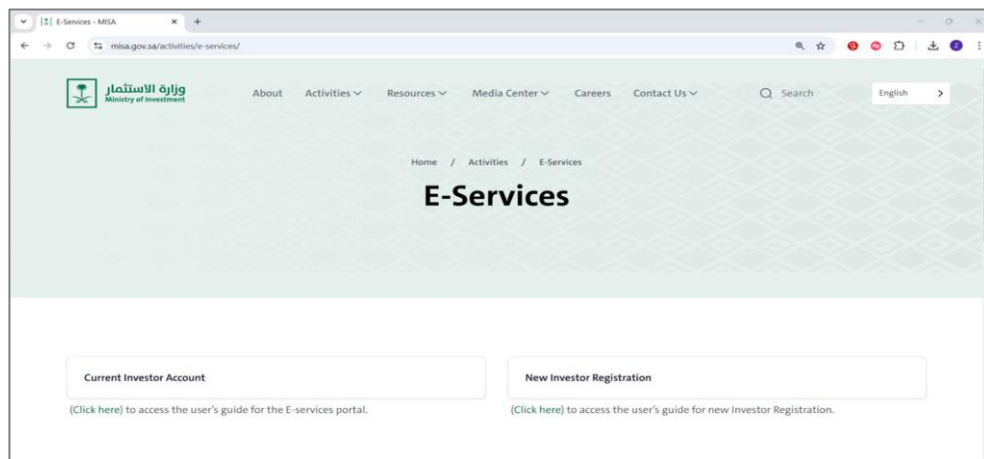 E-Services - MISA
misa.gov.sa/activities/e-services/
وزارة الاستثمار
Ministry of Investment
About Activities Resources Media Center Careers Contact Us Search English
Home / Activities / E-Services
E-Services
Current Investor Account New Investor Registration
(Click here) to access the user's guide for the E-services portal. (Click here) to access the user's guide for new Investor Registration.